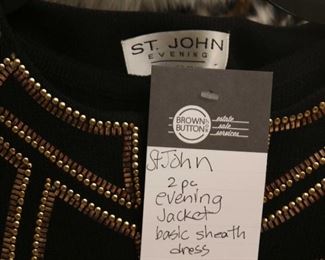 ST. JOHN
EVENING
BROWN
BUTTON
estate
sale
services
St John
2 pc
evening
Jacket
basic sheath
dress